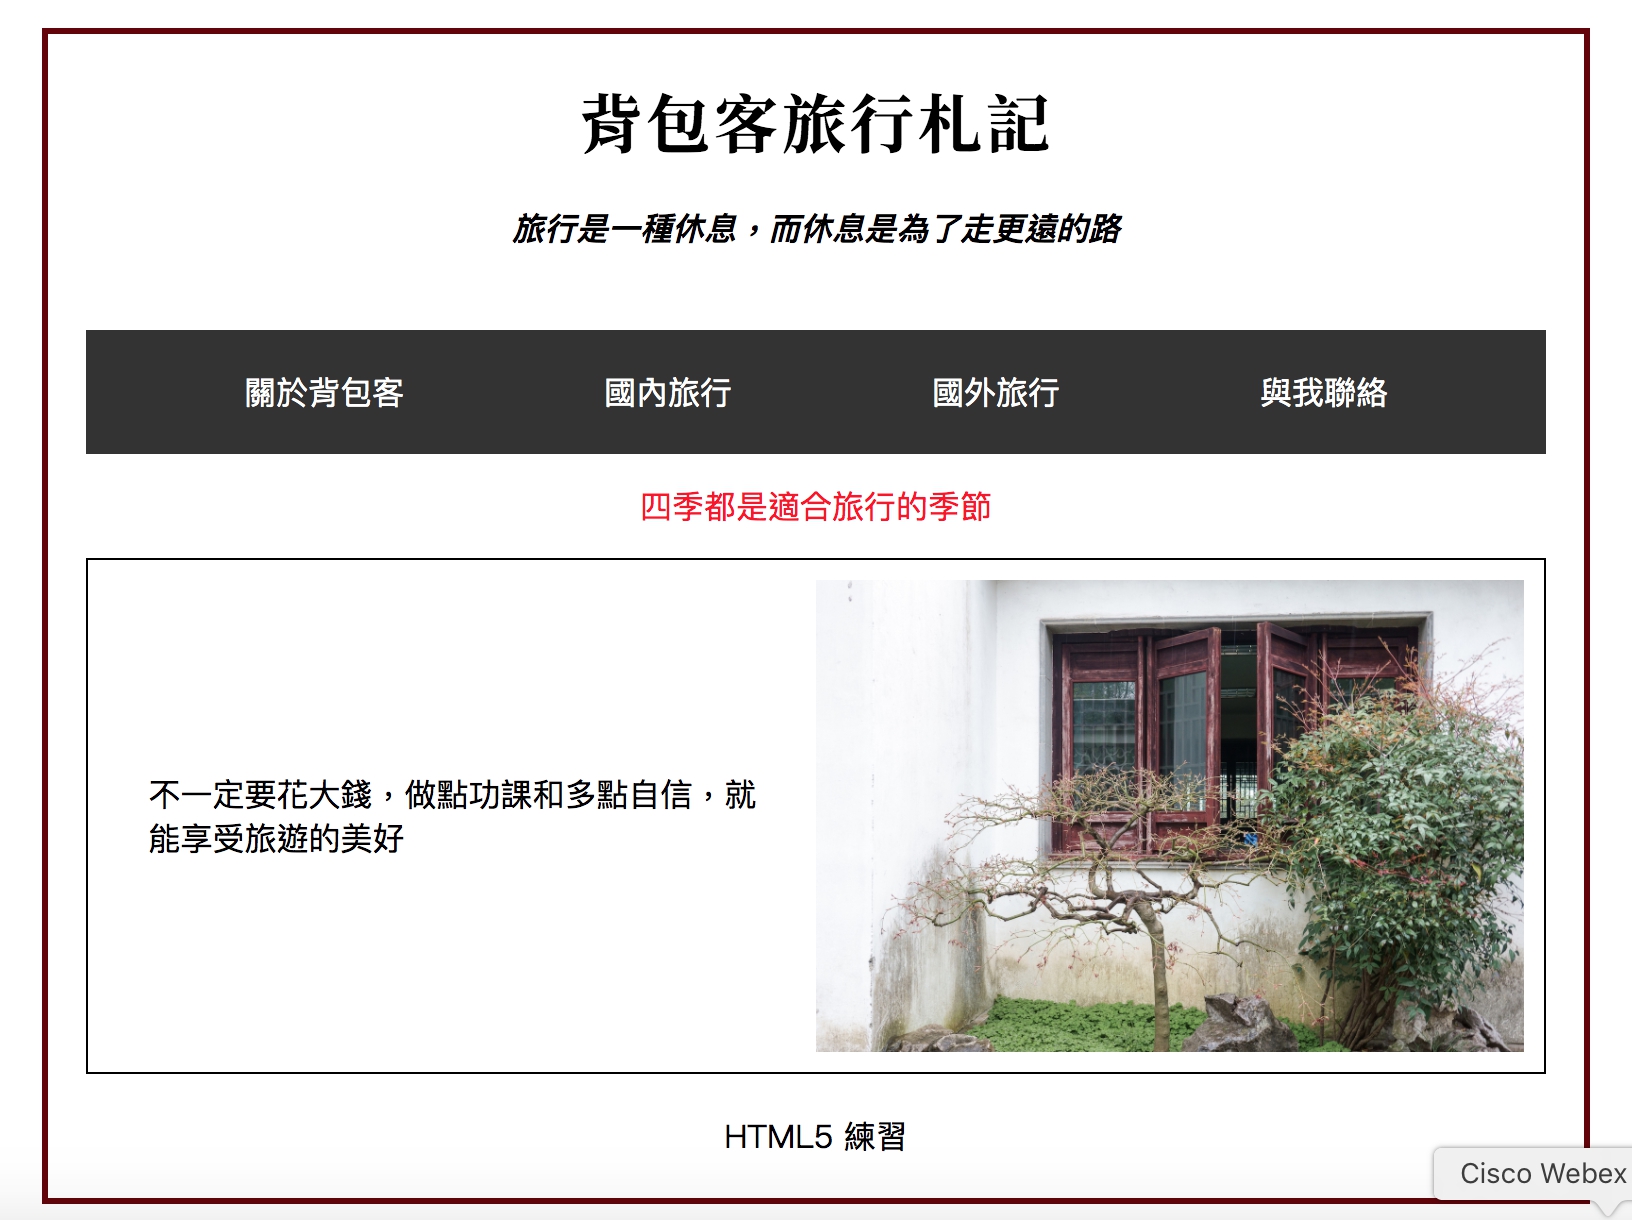 背包客旅行札記
旅行是一種休息，而休息是為了走更遠的路
關於背包客 國內旅行 國外旅行 與我聯絡
四季都是適合旅行的季節
不一定要花大錢，做點功課和多點自信，就
能享受旅遊的美好
HTML5 練習
Cisco Webex